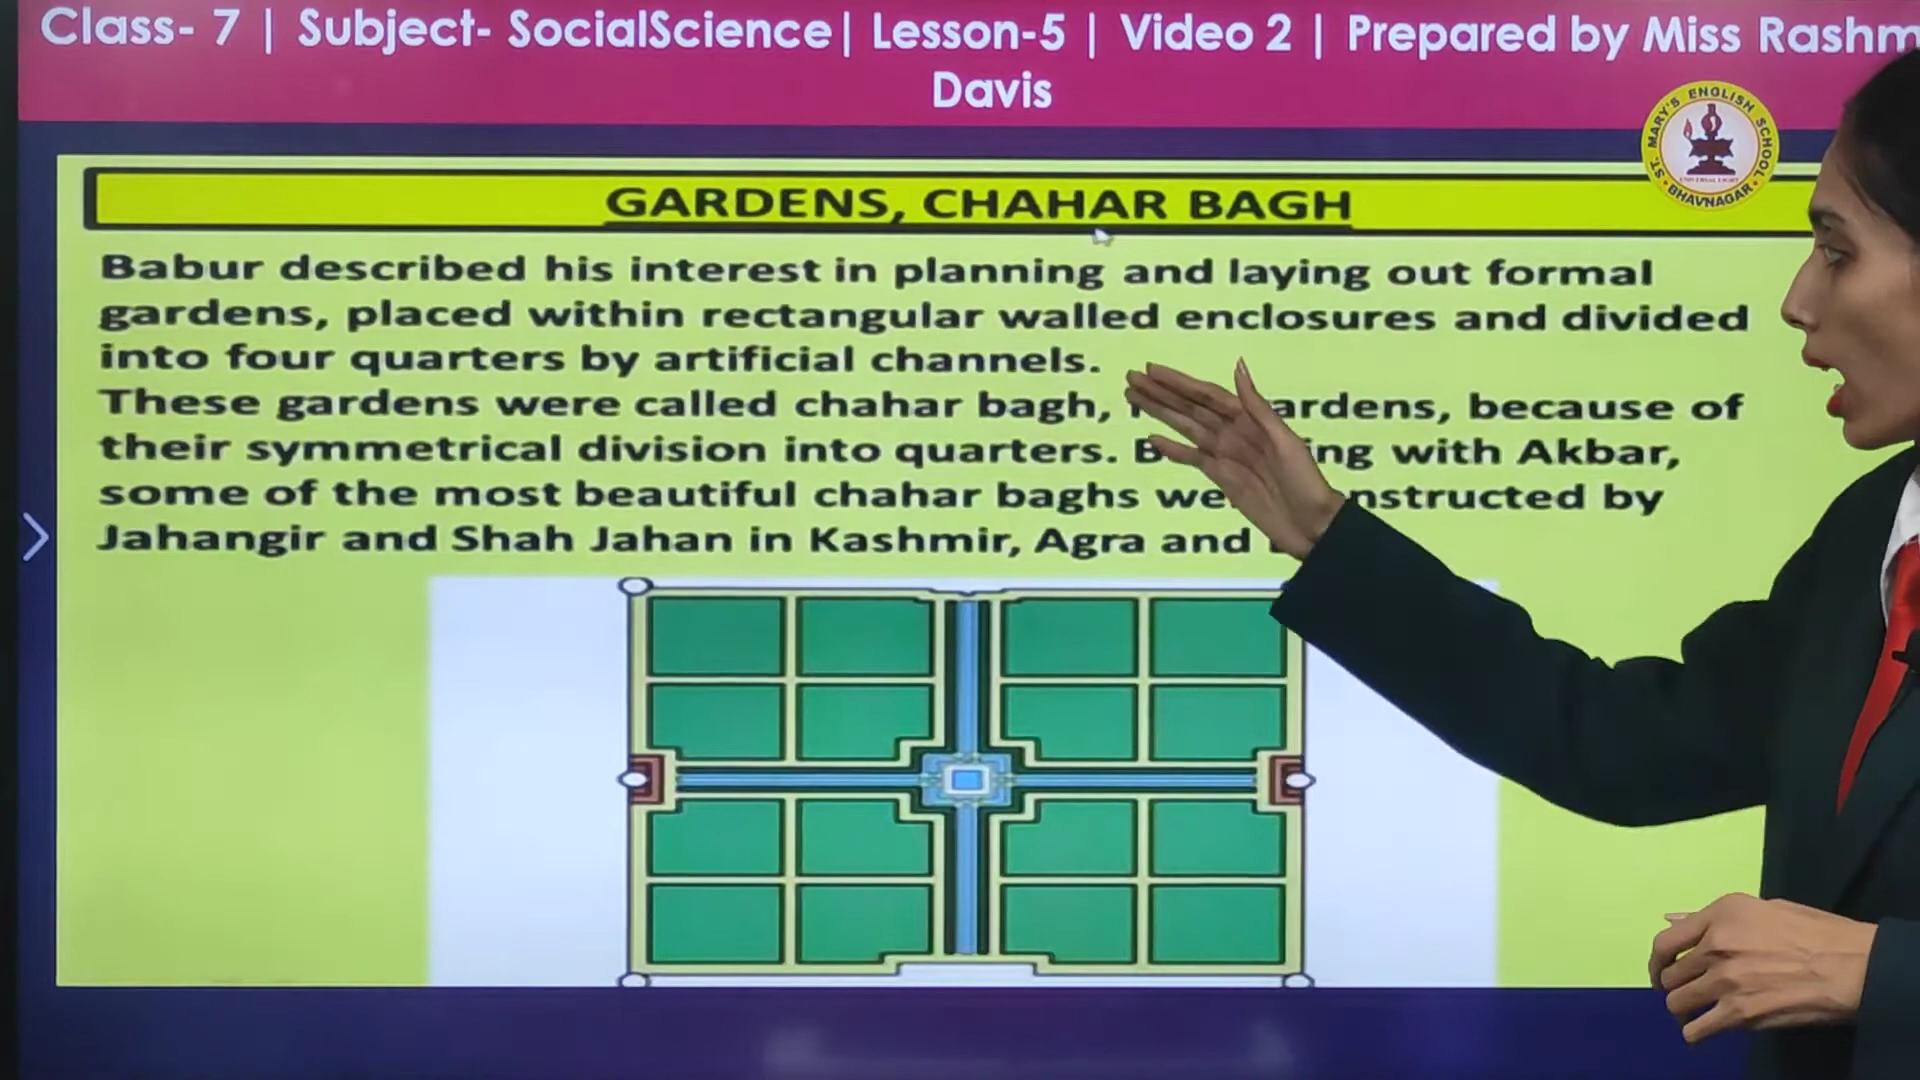 Class- 7 | Subject- SocialScience| Lesson-5 | Video 2 | Prepared by Miss Rashm
Davis
ST. MARY'S ENGLISH SCHOOL
BHAVNAGAR
GARDENS, CHAHAR BAGH
Babur described his interest in planning and laying out formal
gardens, placed within rectangular walled enclosures and divided
into four quarters by artificial channels.
These gardens were called chahar bagh, ardens, because of
their symmetrical division into quarters. B ing with Akbar,
some of the most beautiful chahar baghs we nstructed by
Jahangir and Shah Jahan in Kashmir, Agra and